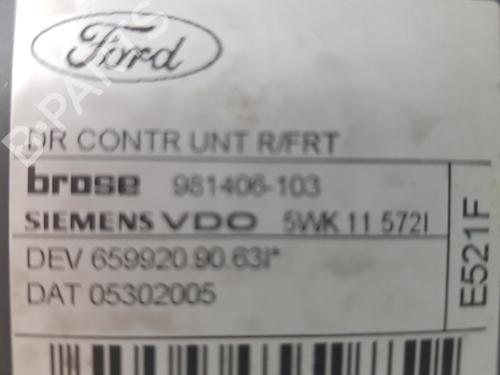 Ford
DR CONTR UNT R/FRT
brose 981406-103
SIEMENS VDO 5WK 11 572I
DEV 659920.90.63I*
DAT 05302005
E521F
B-PARTS